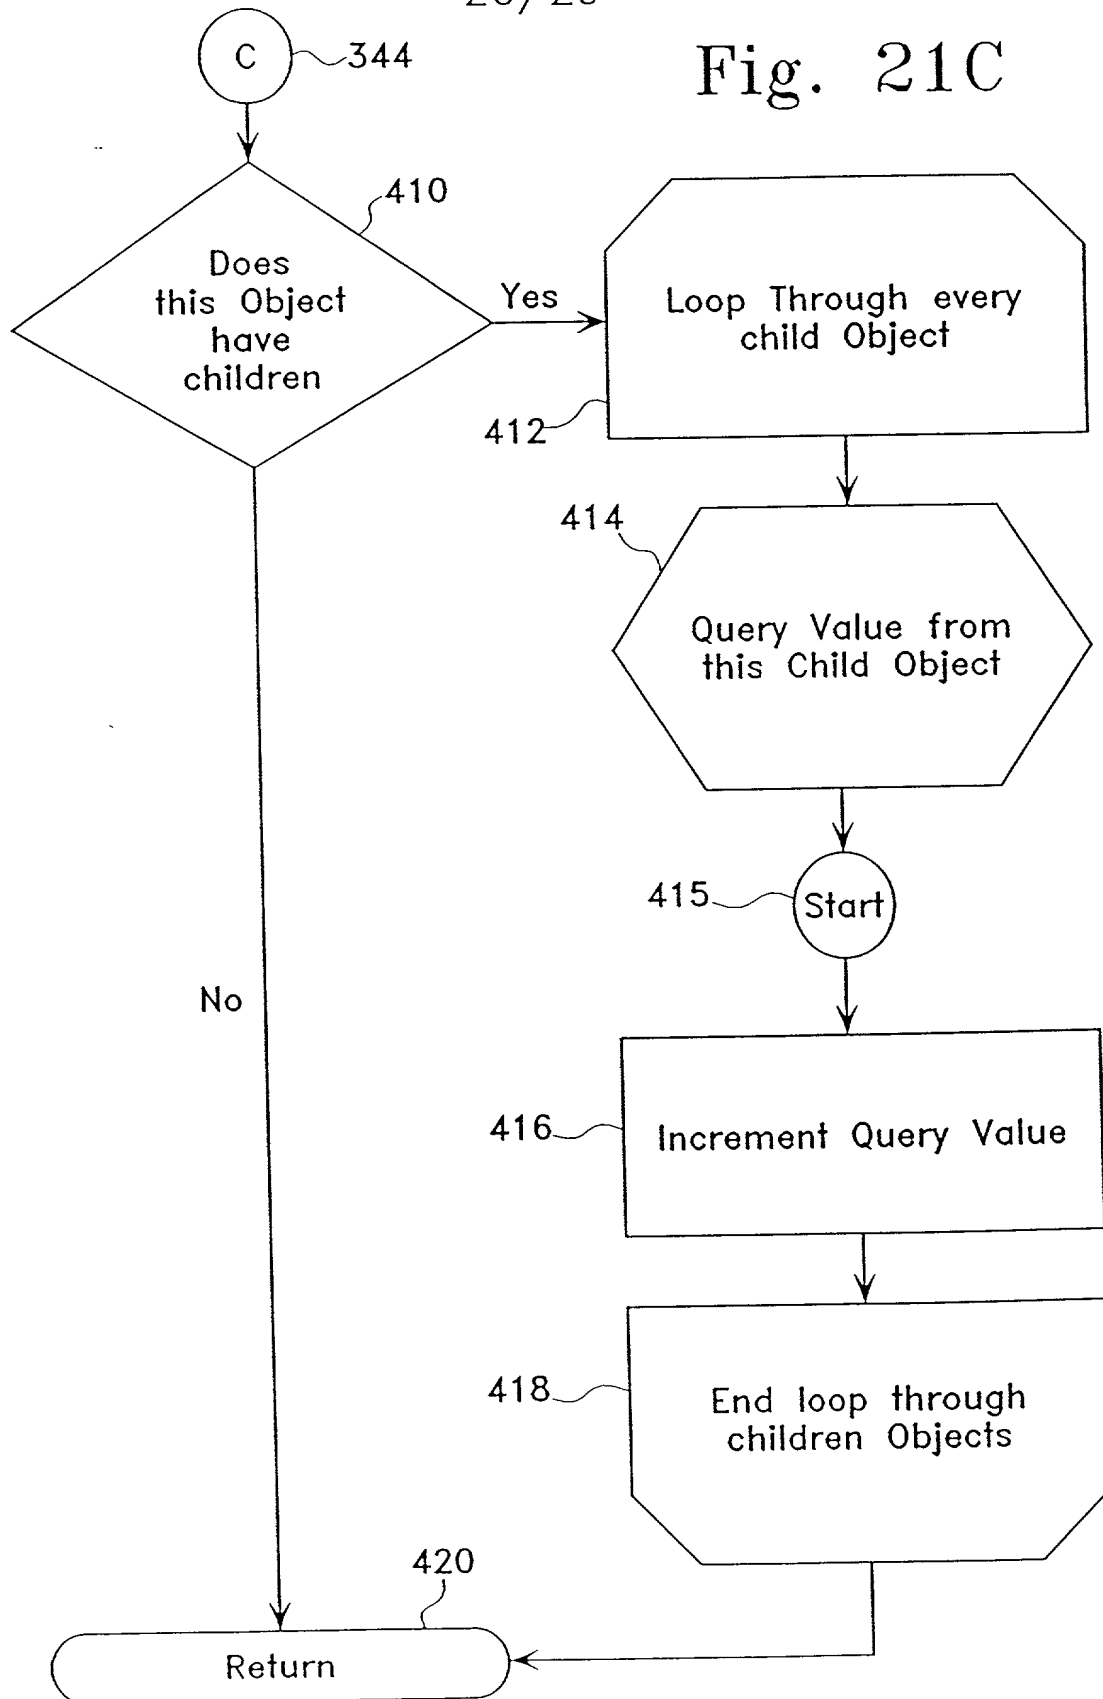 Fig. 21C
C
344
410
Does
this Object
have
children
Yes
Loop Through every
child Object
412
414
Query Value from
this Child Object
415
Start
No
416
Increment Query Value
418
End loop through
children Objects
420
Return